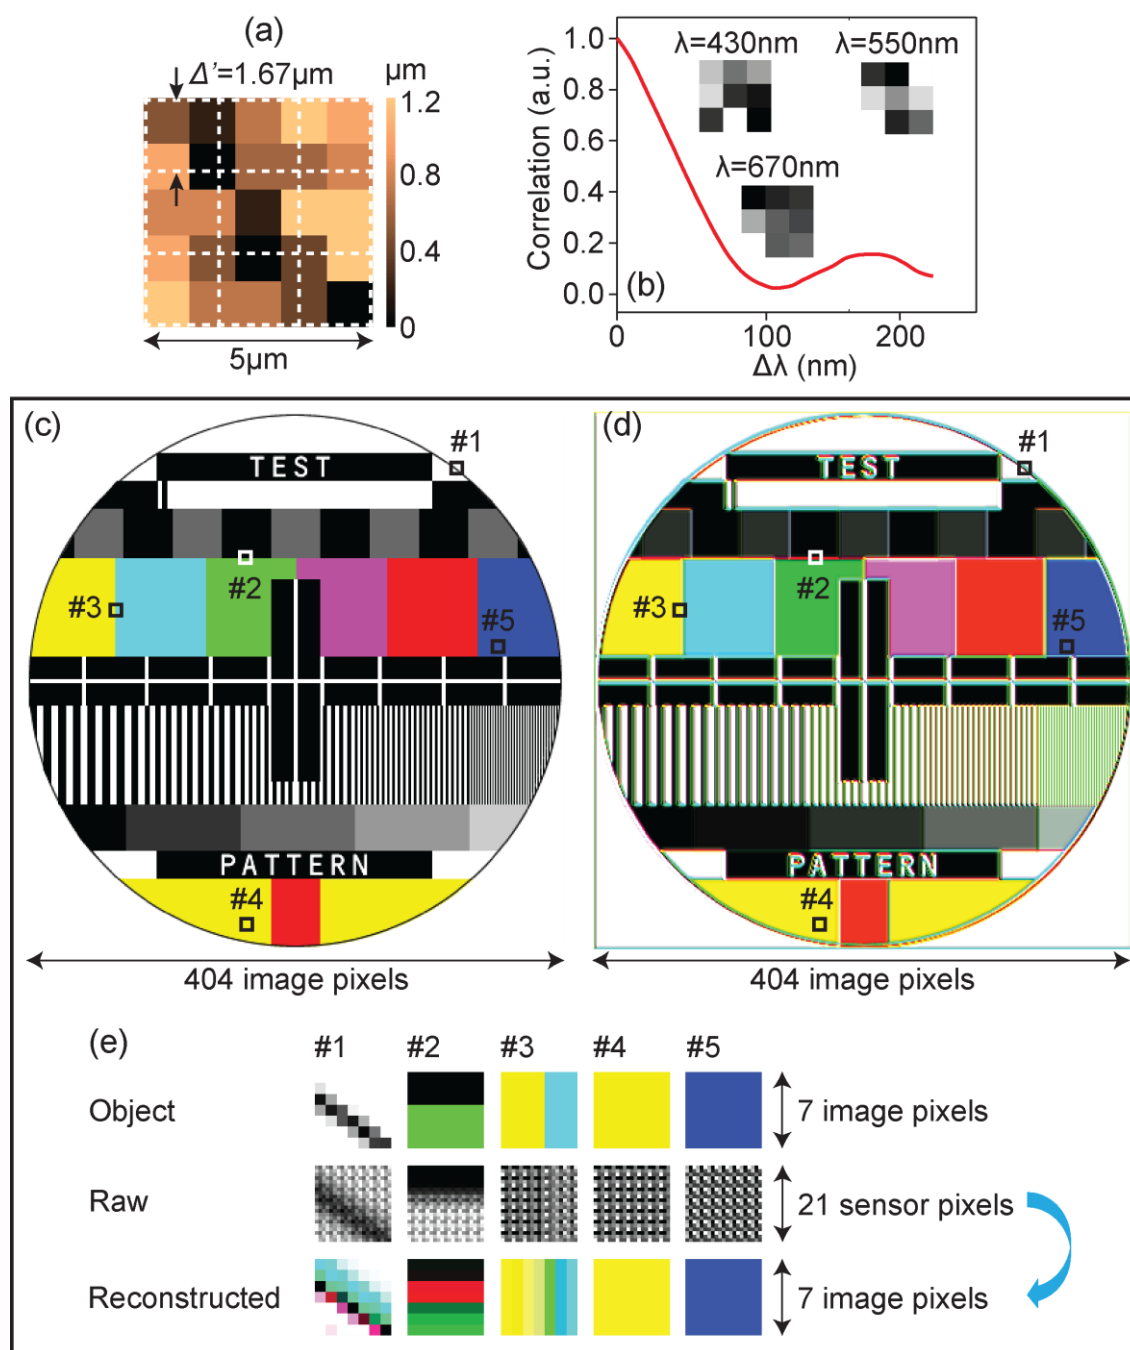 (a)
Δ'=1.67μm
μm
1.2
0.8
0.4
0
5μm
(b)
Correlation (a.u.)
1.0
0.8
0.6
0.4
0.2
0.0
λ=430nm
λ=550nm
λ=670nm
0
100
200
Δλ (nm)
(c)
#1
TEST
#2
#3
#5
PATTERN
#4
404 image pixels
(d)
#1
TEST
#2
#3
#5
PATTERN
#4
404 image pixels
(e)
#1 #2 #3 #4 #5
Object
7 image pixels
Raw
21 sensor pixels
Reconstructed
7 image pixels